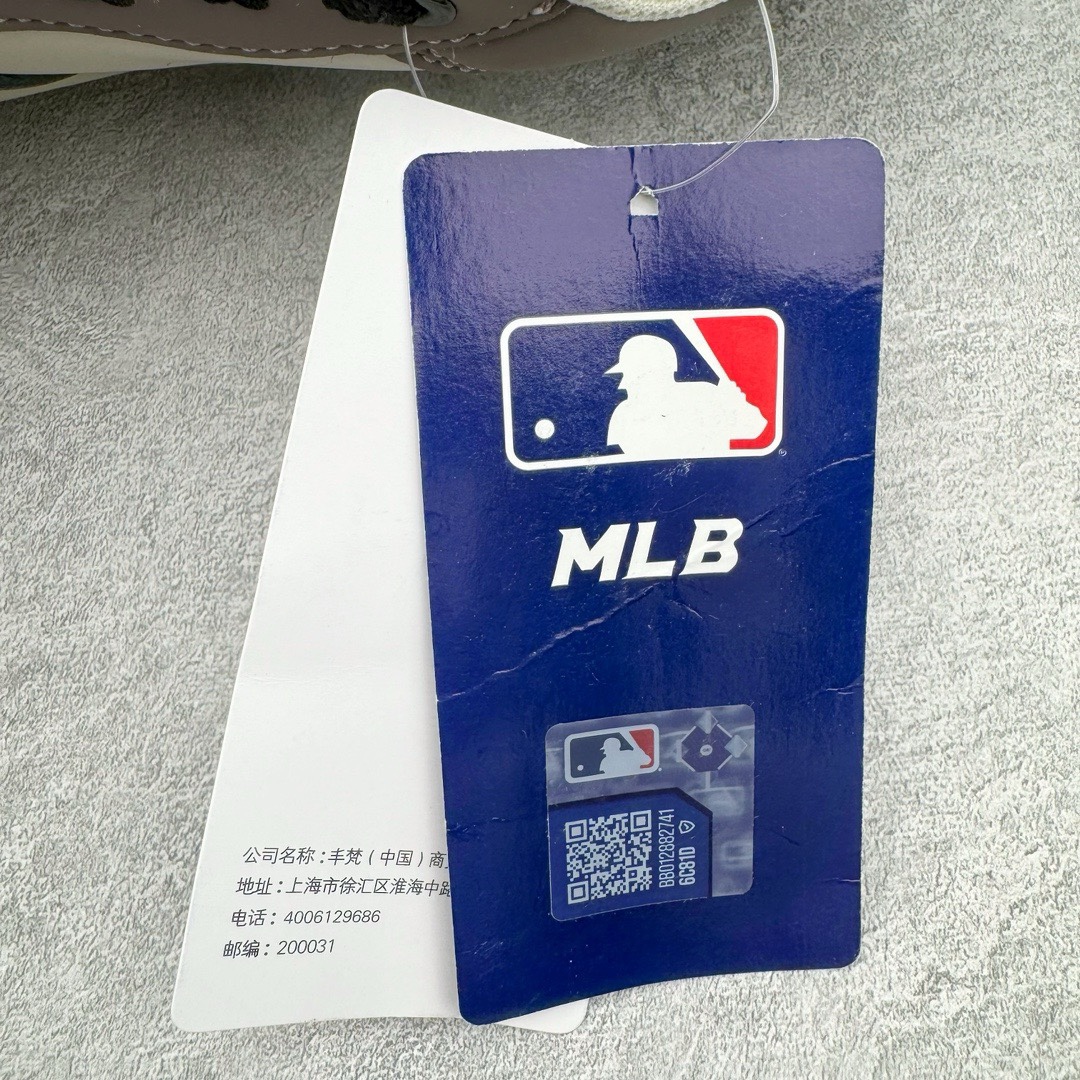 MLB
BB012882741
6C81D
公司名称：丰梵（中国）商
地址：上海市徐汇区淮海中路
电话：4006129686
邮编：200031